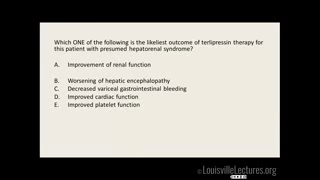 Which ONE of the following is the likeliest outcome of terlipressin therapy for
this patient with presumed hepatorenal syndrome?
A. Improvement of renal function
B. Worsening of hepatic encephalopathy
C. Decreased variceal gastrointestinal bleeding
D. Improved cardiac function
E. Improved platelet function
LouisvilleLectures.org